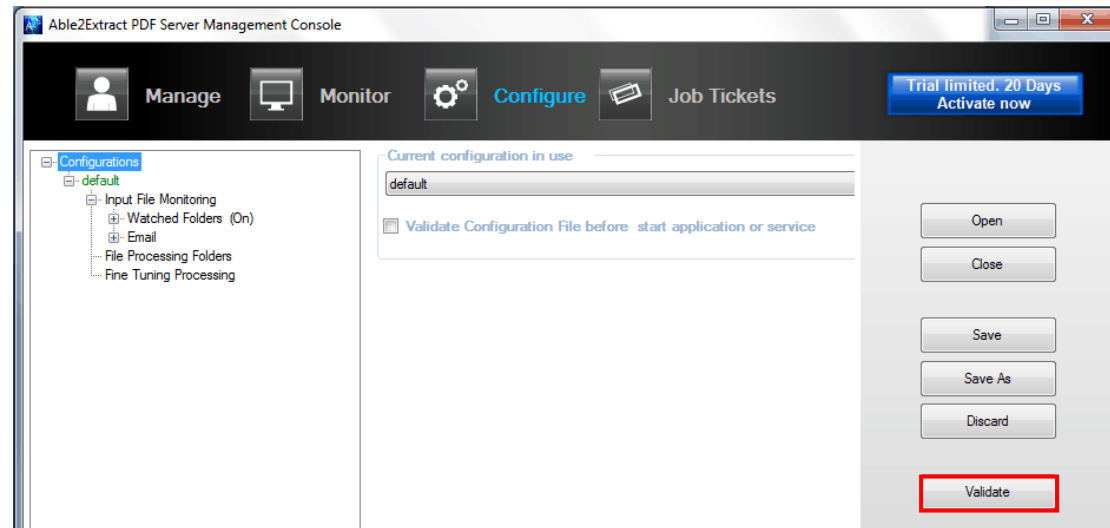 Able2Extract PDF Server Management Console
Manage
Monitor
Configure
Job Tickets
Trial limited. 20 Days
Activate now
Configurations
default
Input File Monitoring
Watched Folders (On)
Email
File Processing Folders
Fine Tuning Processing
Current configuration in use
default
Validate Configuration File before start application or service
Open
Close
Save
Save As
Discard
Validate